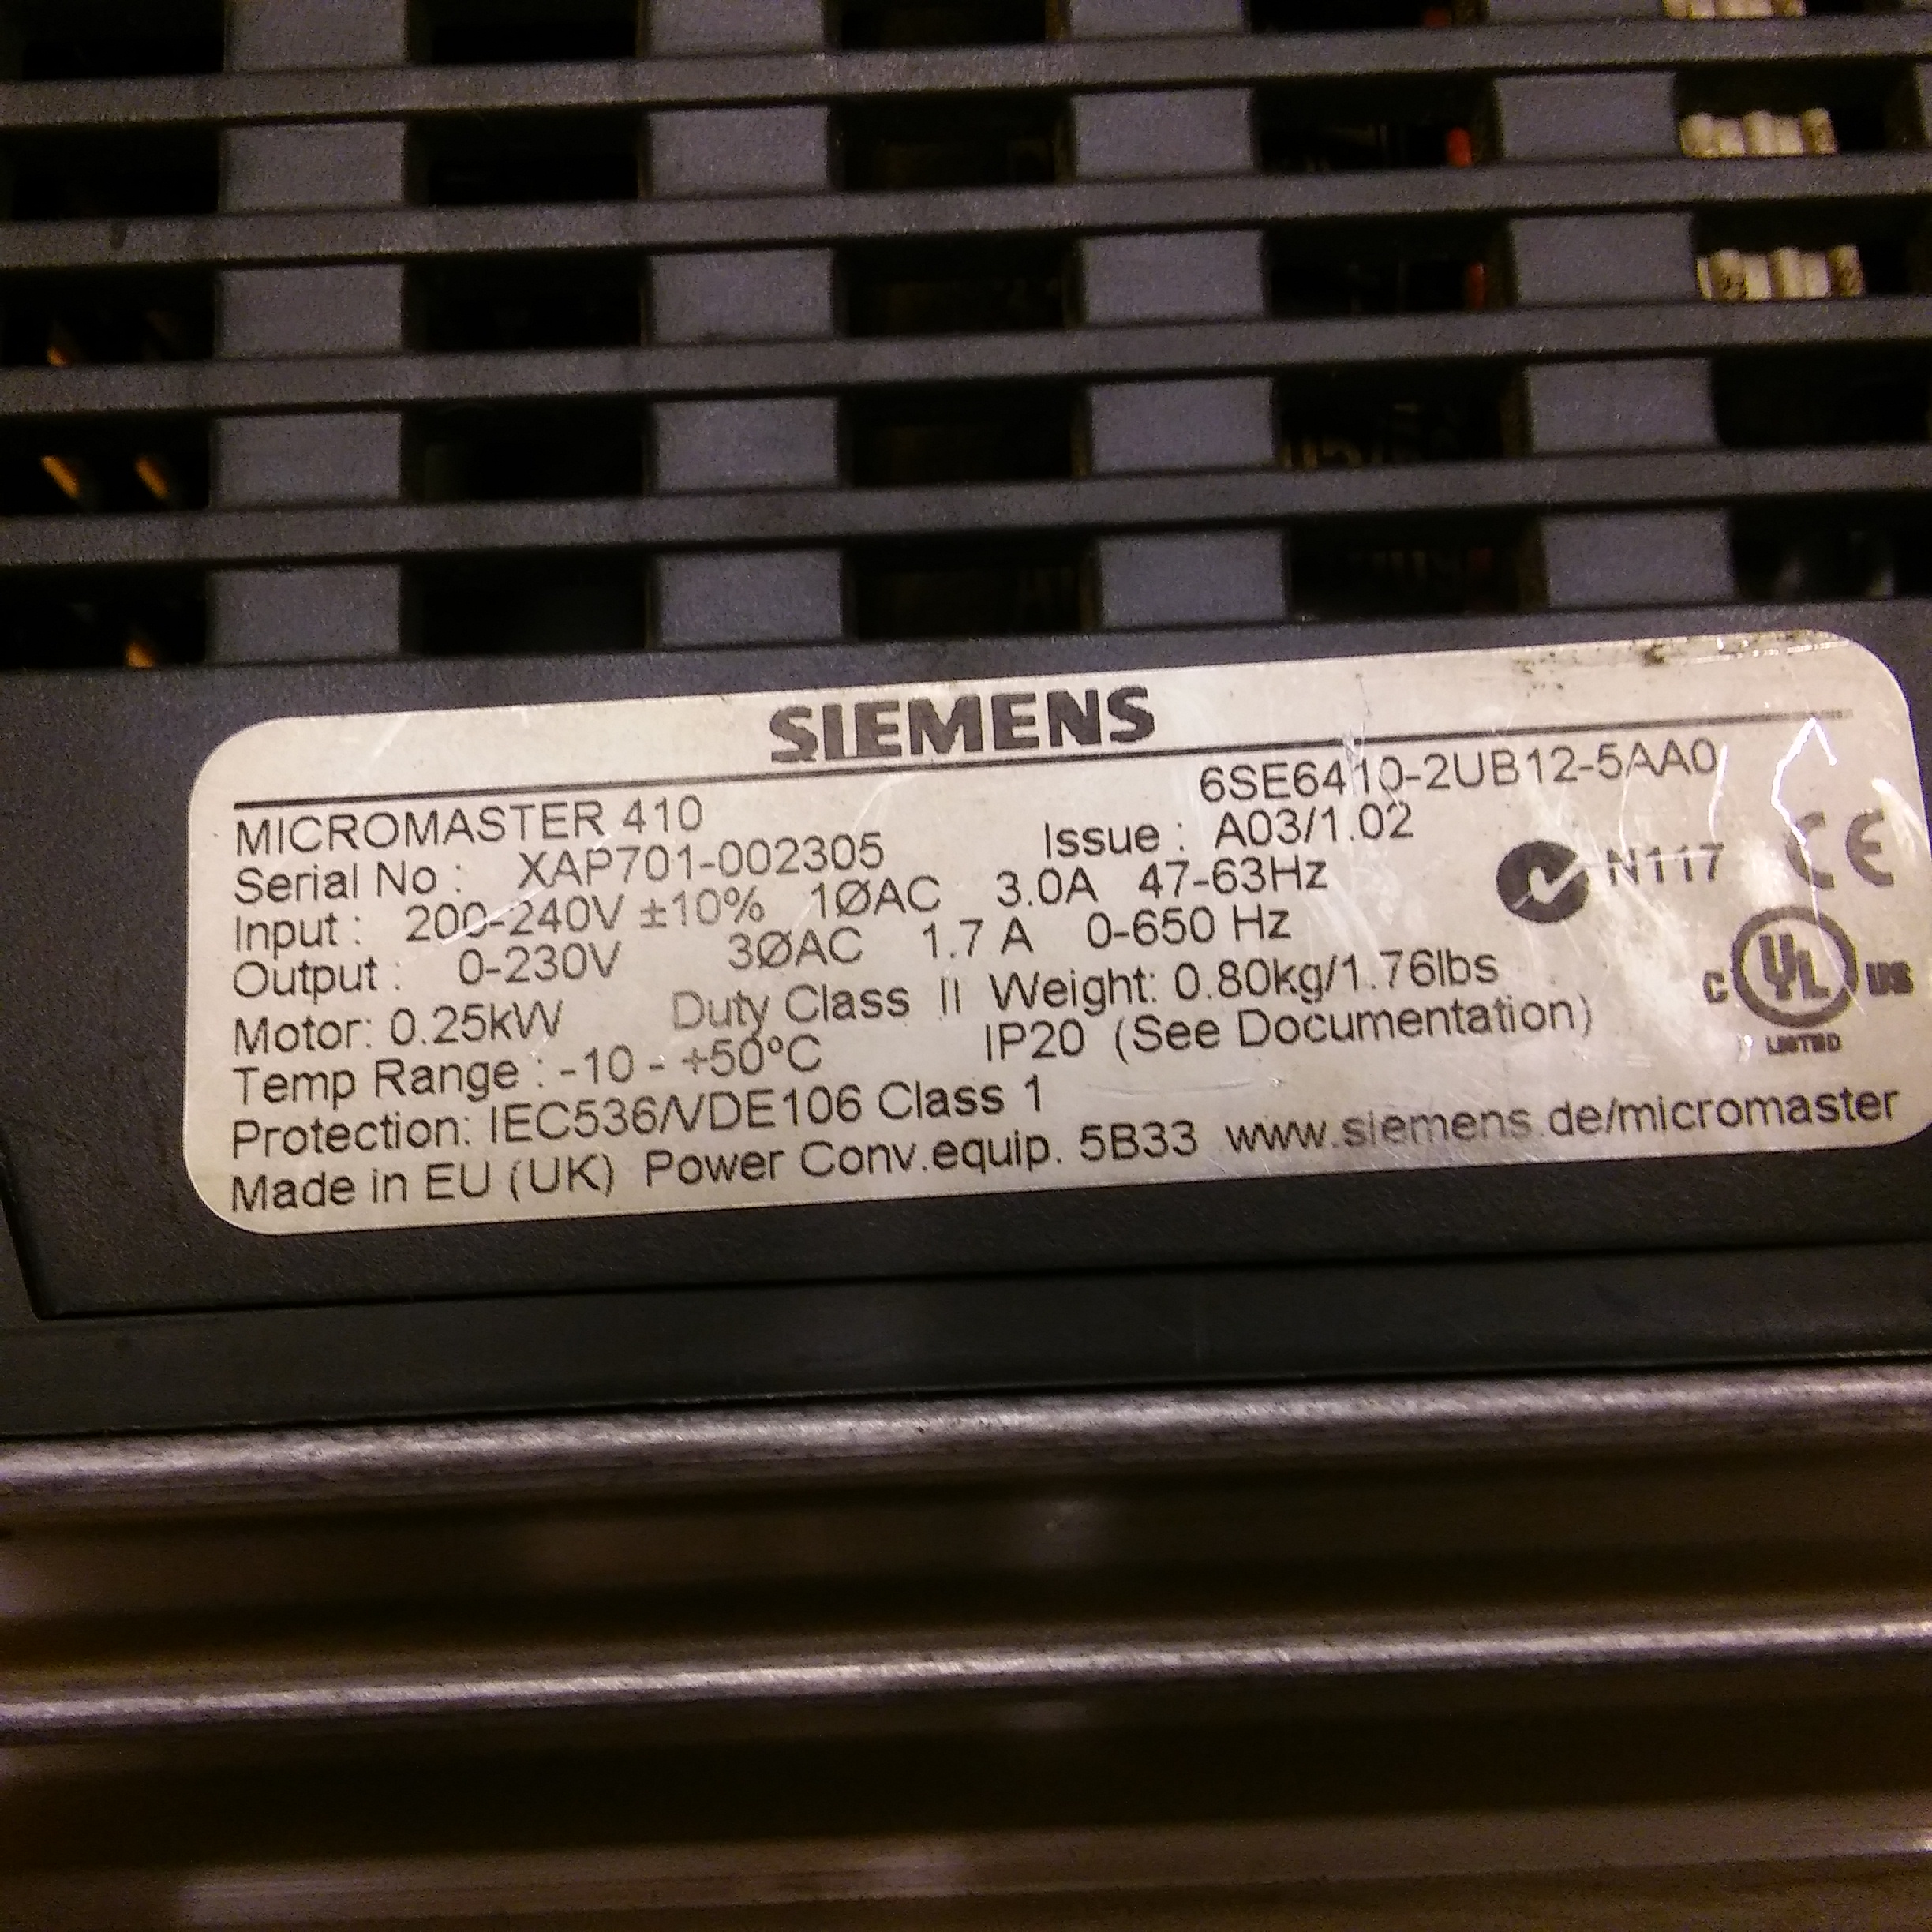 SIEMENS
MICROMASTER 410 6SE6410-2UB12-5AA0
Serial No : XAP701-002305 Issue : A03/1.02
Input : 200-240V ±10% 1ØAC 3.0A 47-63Hz N117 CE
Output : 0-230V 3ØAC 1.7 A 0-650 Hz
Motor: 0.25kW Duty Class II Weight: 0.80kg/1.76lbs C UL US
Temp Range : -10 - +50ºC IP20 (See Documentation) LISTED
Protection: IEC536/VDE106 Class 1
Made in EU (UK) Power Conv.equip. 5B33 www.siemens.de/micromaster